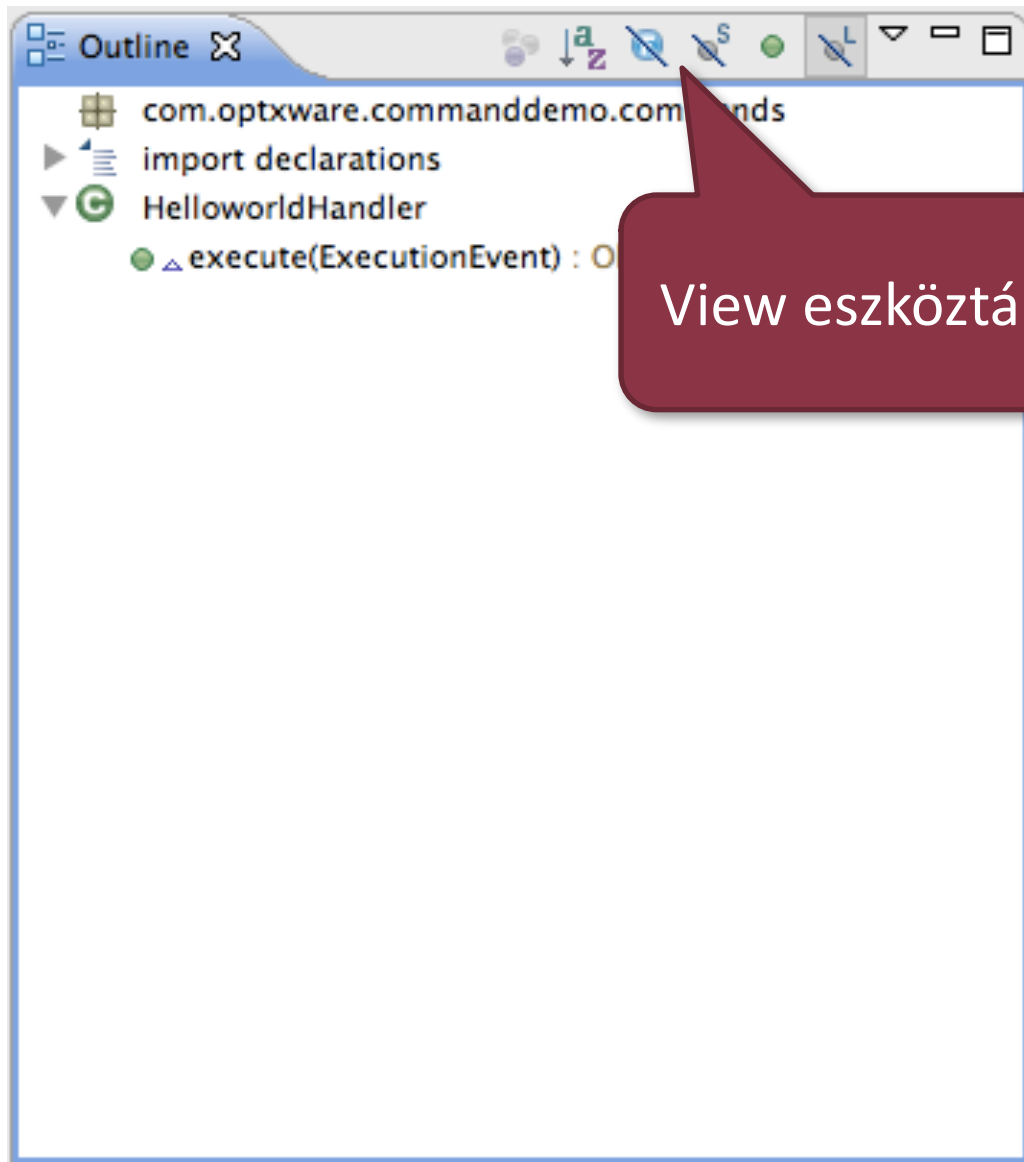 Outline
com.optxware.commanddemo.com nds
import declarations
HelloworldHandler
execute(ExecutionEvent) : O
View eszköztá